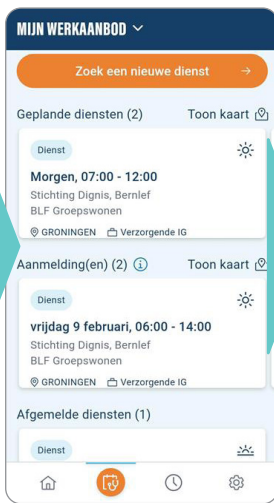 MIJN WERKAANBOD
Zoek een nieuwe dienst
Geplande diensten (2) Toon kaart
Dienst
Morgen, 07:00 - 12:00
Stichting Dignis, Bernlef
BLF Groepswonen
GRONINGEN Verzorgende IG
Aanmelding(en) (2) Toon kaart
Dienst
vrijdag 9 februari, 06:00 - 14:00
Stichting Dignis, Bernlef
BLF Groepswonen
GRONINGEN Verzorgende IG
Afgemelde diensten (1)
Dienst